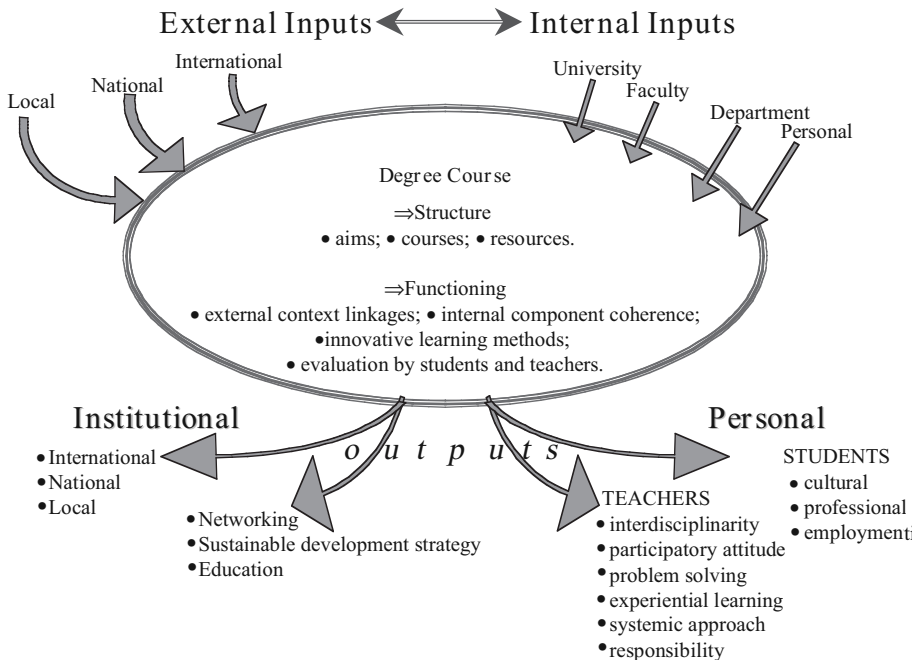 External Inputs Internal Inputs
International
National
Local
University
Faculty
Department
Personal
Degree Course
⇒Structure
• aims; • courses; • resources.
⇒Functioning
• external context linkages; • internal component coherence;
•innovative learning methods;
• evaluation by students and teachers.
Institutional
outputs
Personal
•International
•National
•Local
•Networking
•Sustainable development strategy
•Education
TEACHERS
•interdisciplinarity
•participatory attitude
•problem solving
•experiential learning
•systemic approach
•responsibility
STUDENTS
• cultural
• professional
• employmenti